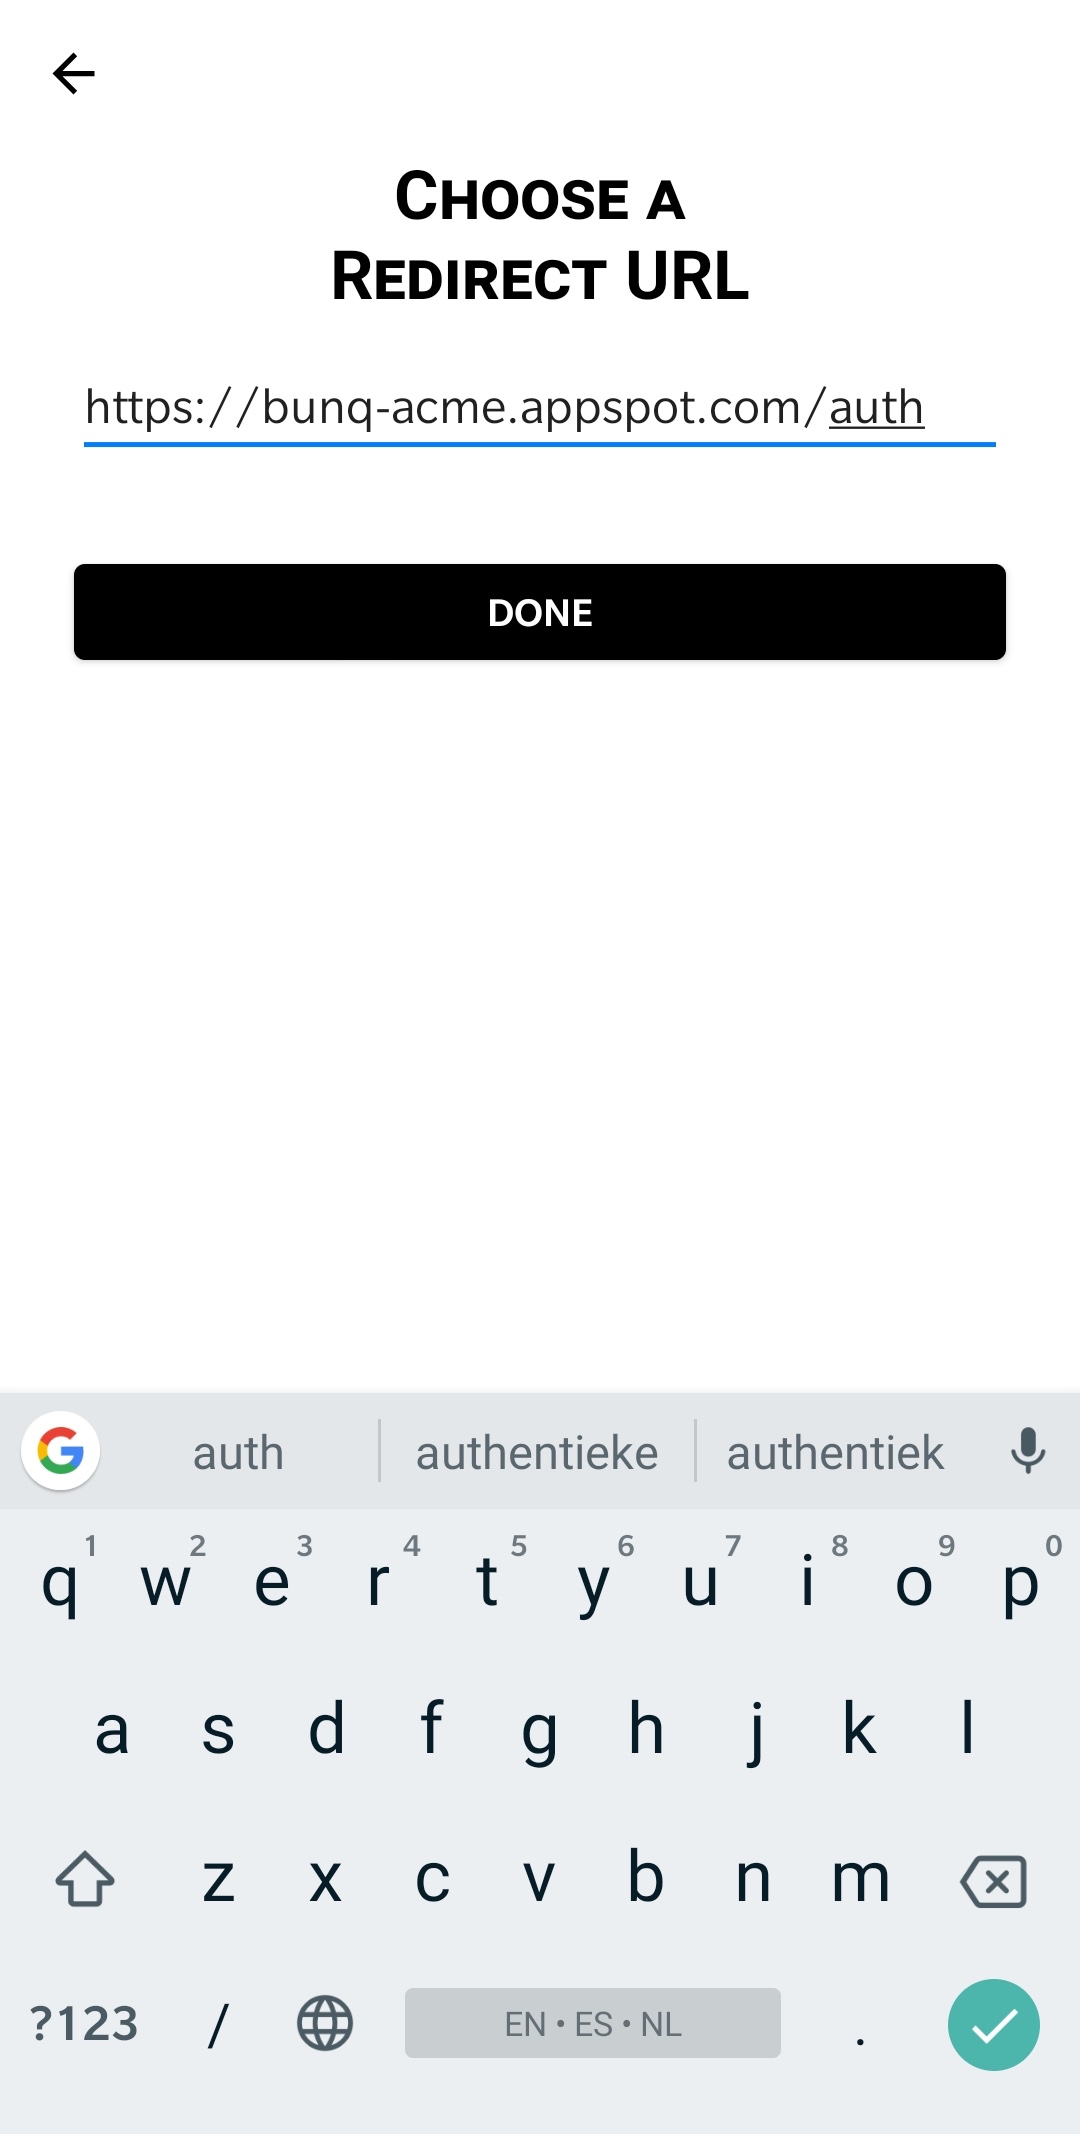 Choose a
Redirect URL
https://bunq-acme.appspot.com/auth
DONE
auth authentieke authentiek
1 2 3 4 5 6 7 8 9 0
q w e r t y u i o p
a s d f g h j k l
z x c v b n m
?123 / EN • ES • NL .